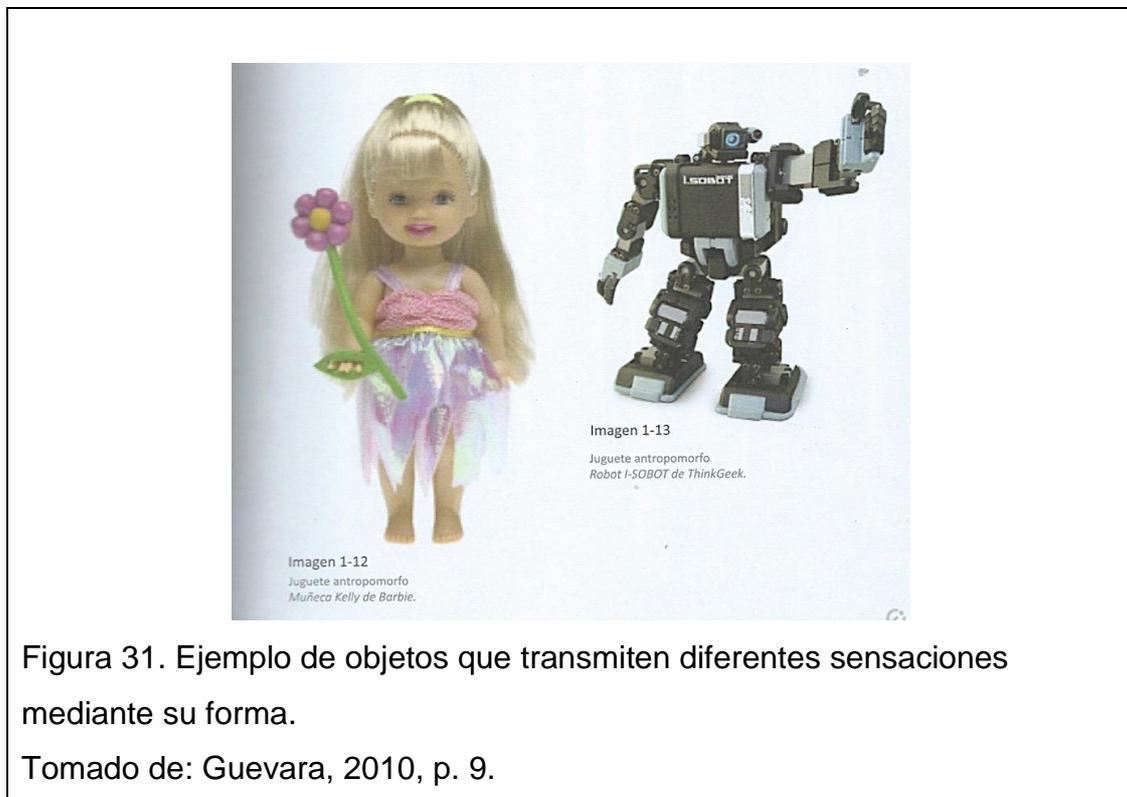 I.SOBOT
Imagen 1-13
Juguete antropomorfo.
Robot I-SOBOT de ThinkGeek.
Imagen 1-12
Juguete antropomorfo
Muñeca Kelly de Barbie.
Figura 31. Ejemplo de objetos que transmiten diferentes sensaciones
mediante su forma.
Tomado de: Guevara, 2010, p. 9.